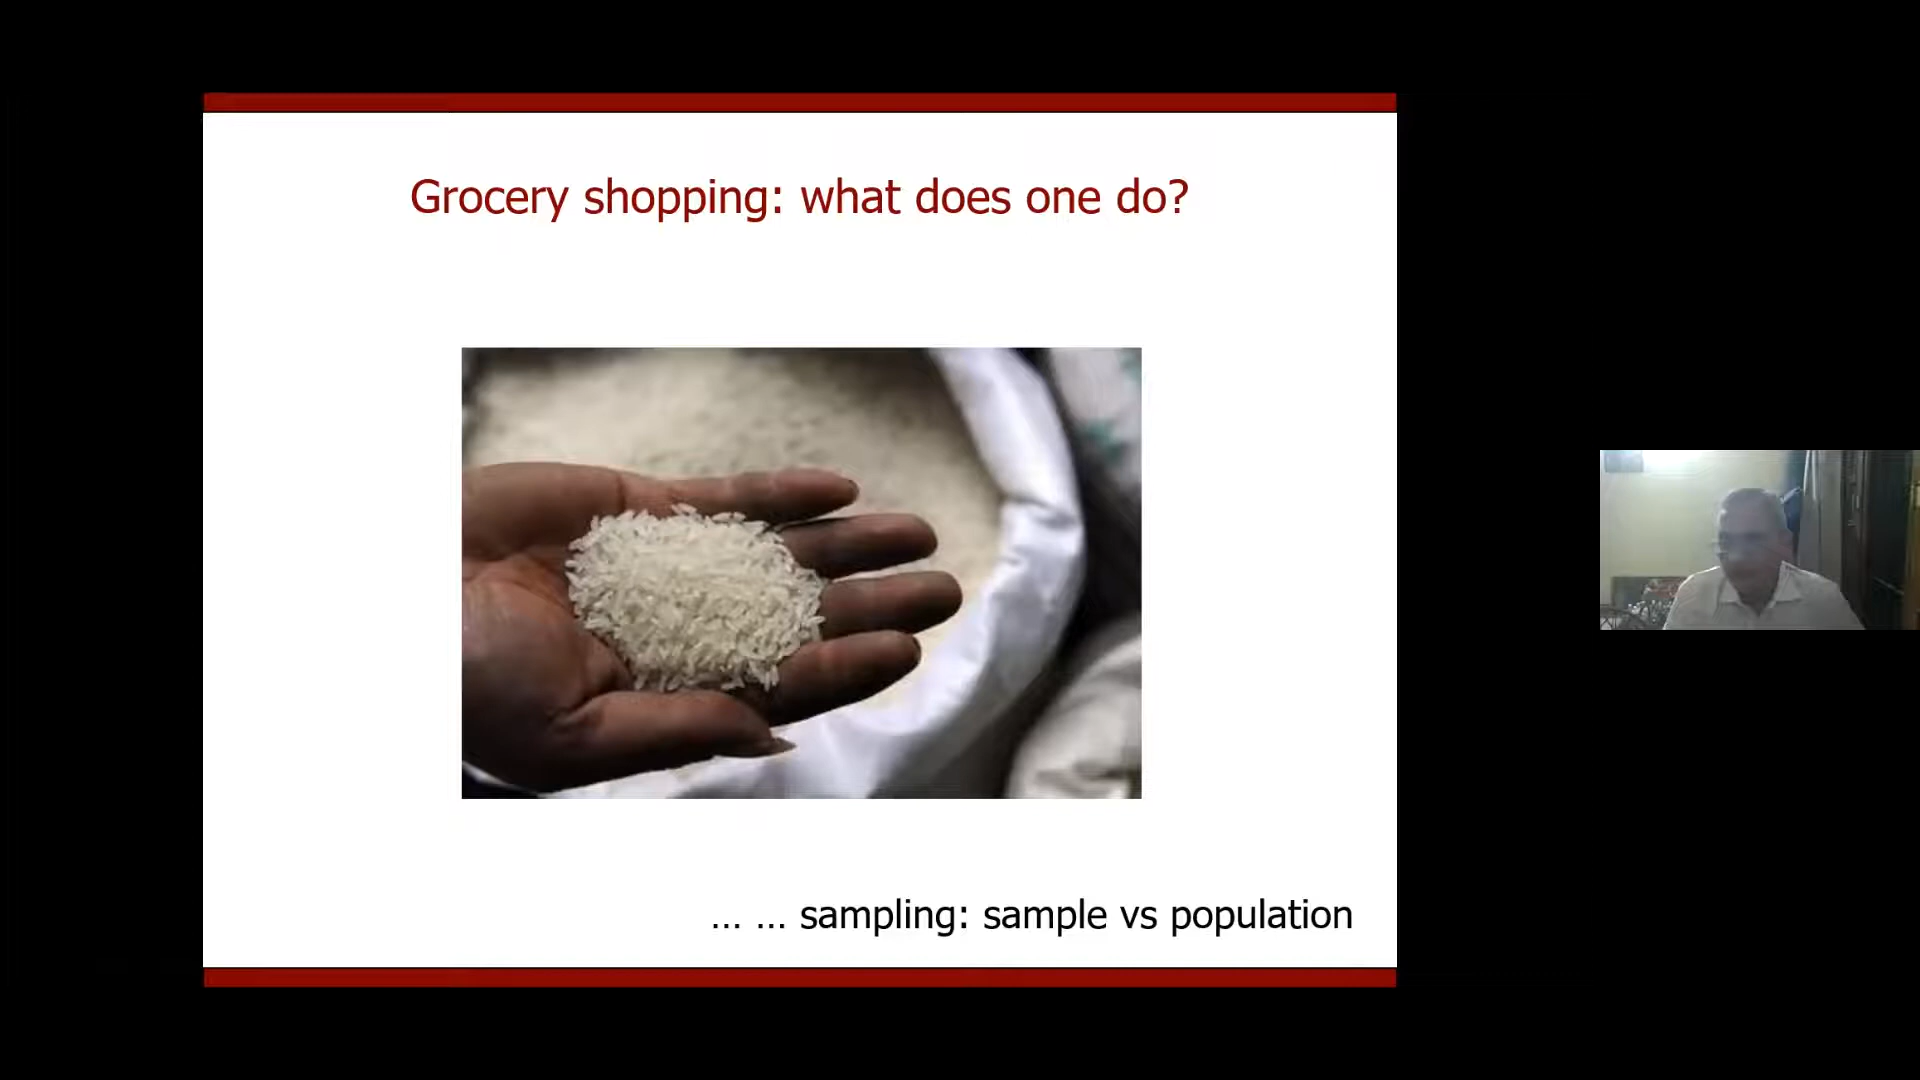 Grocery shopping: what does one do?
... ... sampling: sample vs population